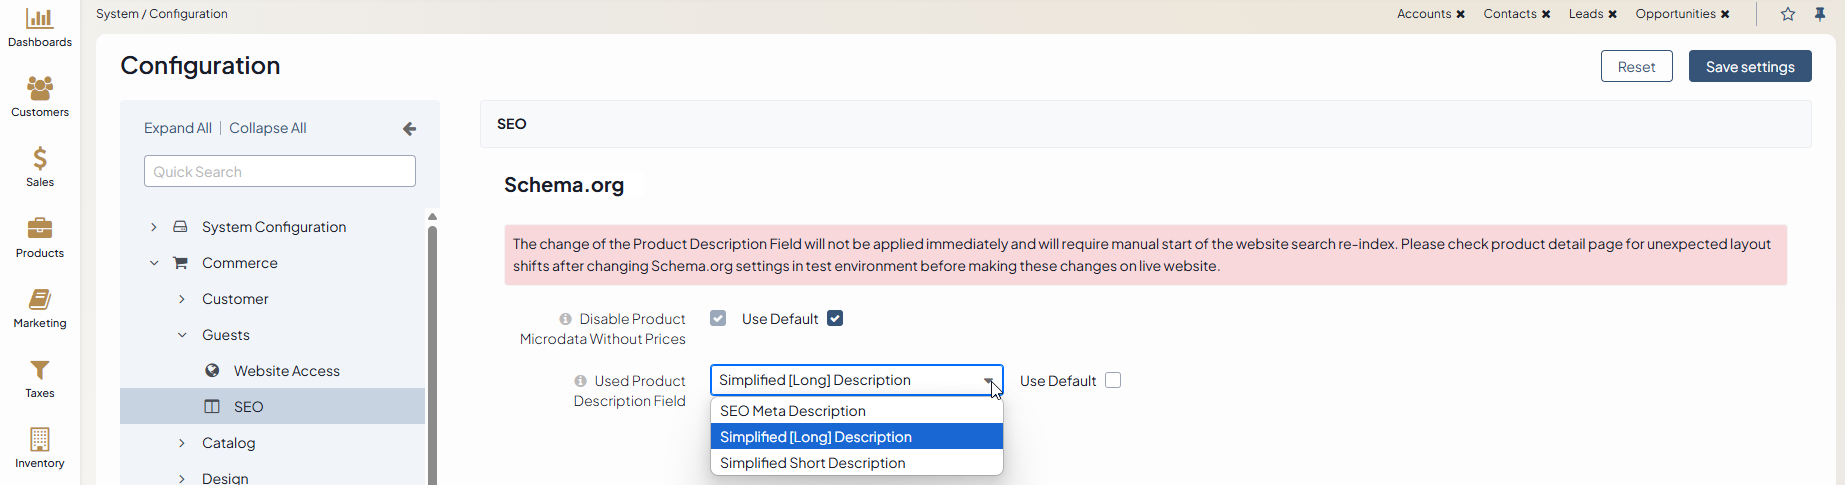 System / Configuration
Accounts ✖ Contacts ✖ Leads ✖ Opportunities ✖
Dashboards
Customers
Sales
Products
Marketing
Taxes
Inventory
Configuration
Reset
Save settings
Expand All | Collapse All
Quick Search
System Configuration
Commerce
Customer
Guests
Website Access
SEO
Catalog
Design
SEO
Schema.org
The change of the Product Description Field will not be applied immediately and will require manual start of the website search re-index. Please check product detail page for unexpected layout
shifts after changing Schema.org settings in test environment before making these changes on live website.
Disable Product
Microdata Without Prices
Use Default
Used Product
Description Field
Simplified [Long] Description
Use Default
SEO Meta Description
Simplified [Long] Description
Simplified Short Description